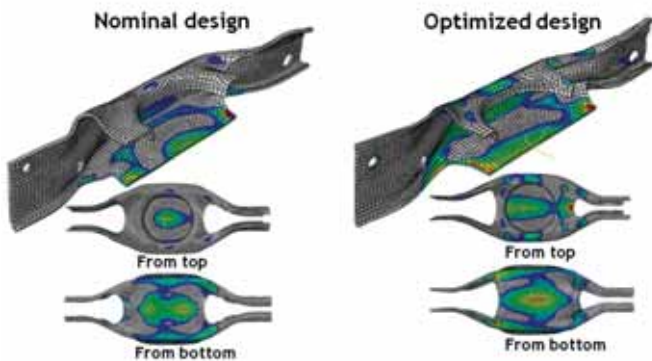 Nominal design
Optimized design
From top
From bottom
From top
From bottom